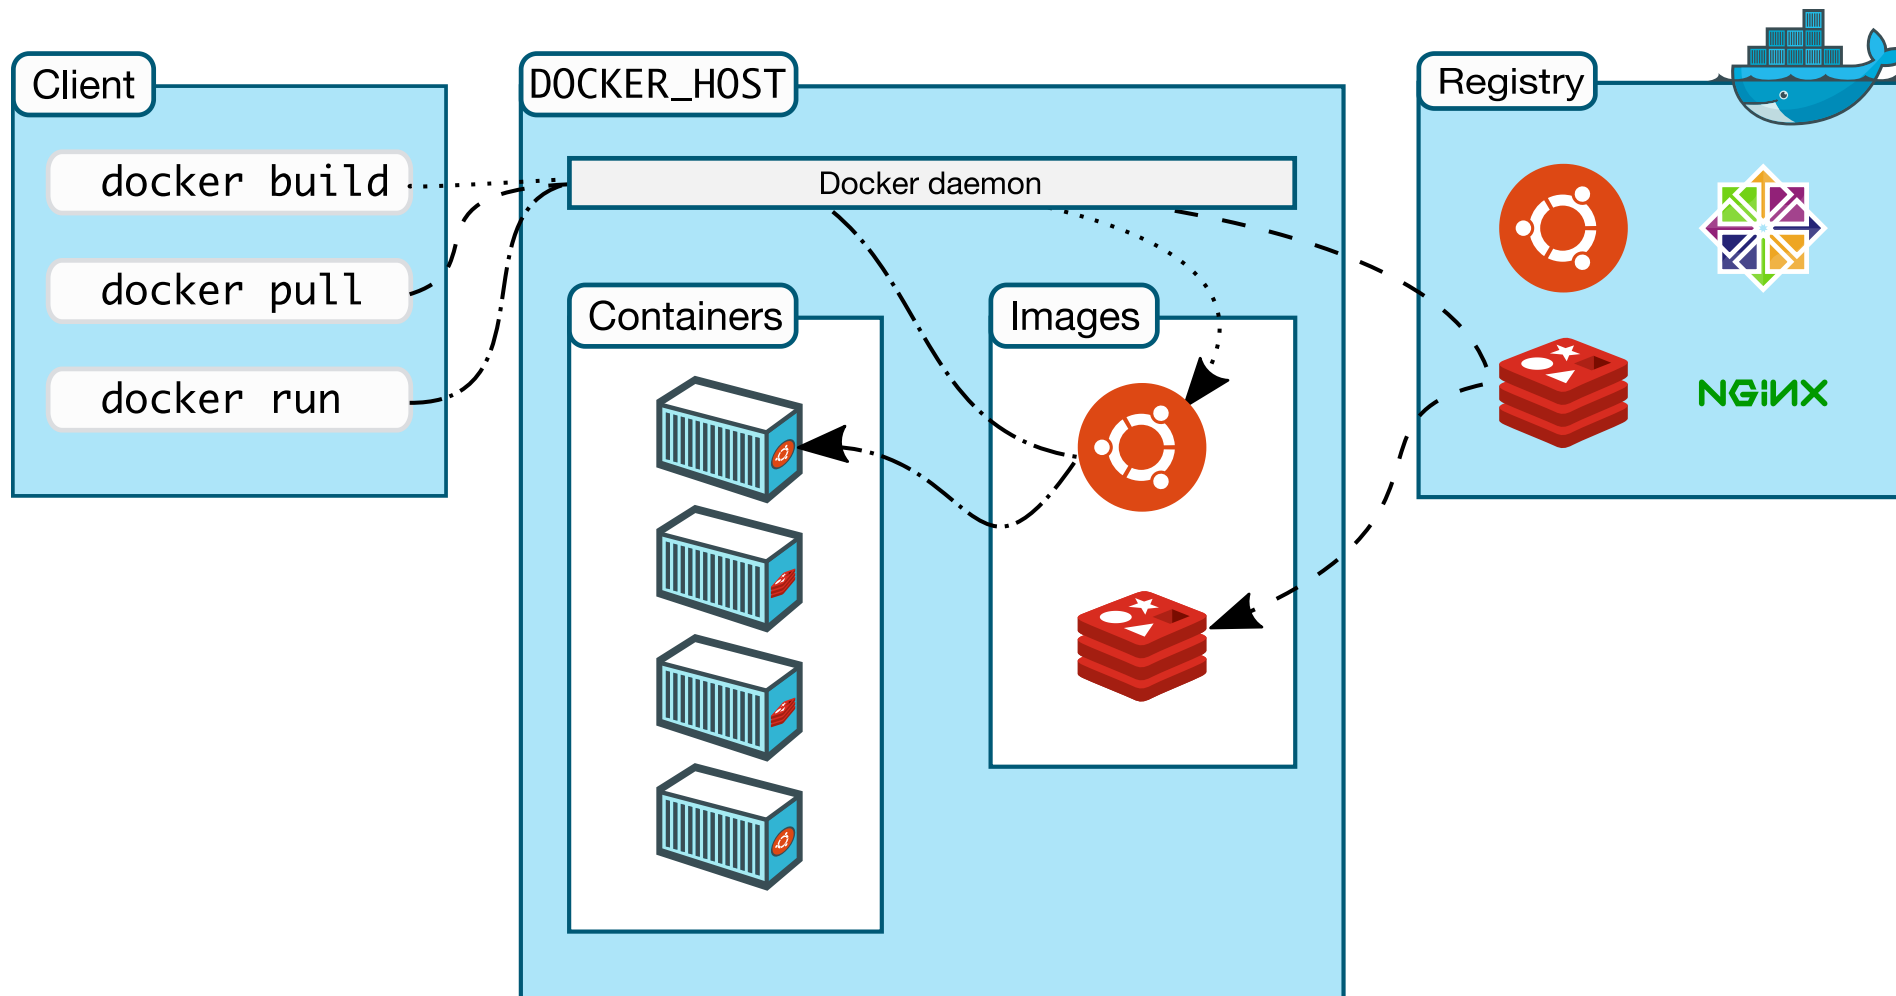 Client
docker build
docker pull
docker run
DOCKER_HOST
Docker daemon
Containers
Images
Registry
NGiNX